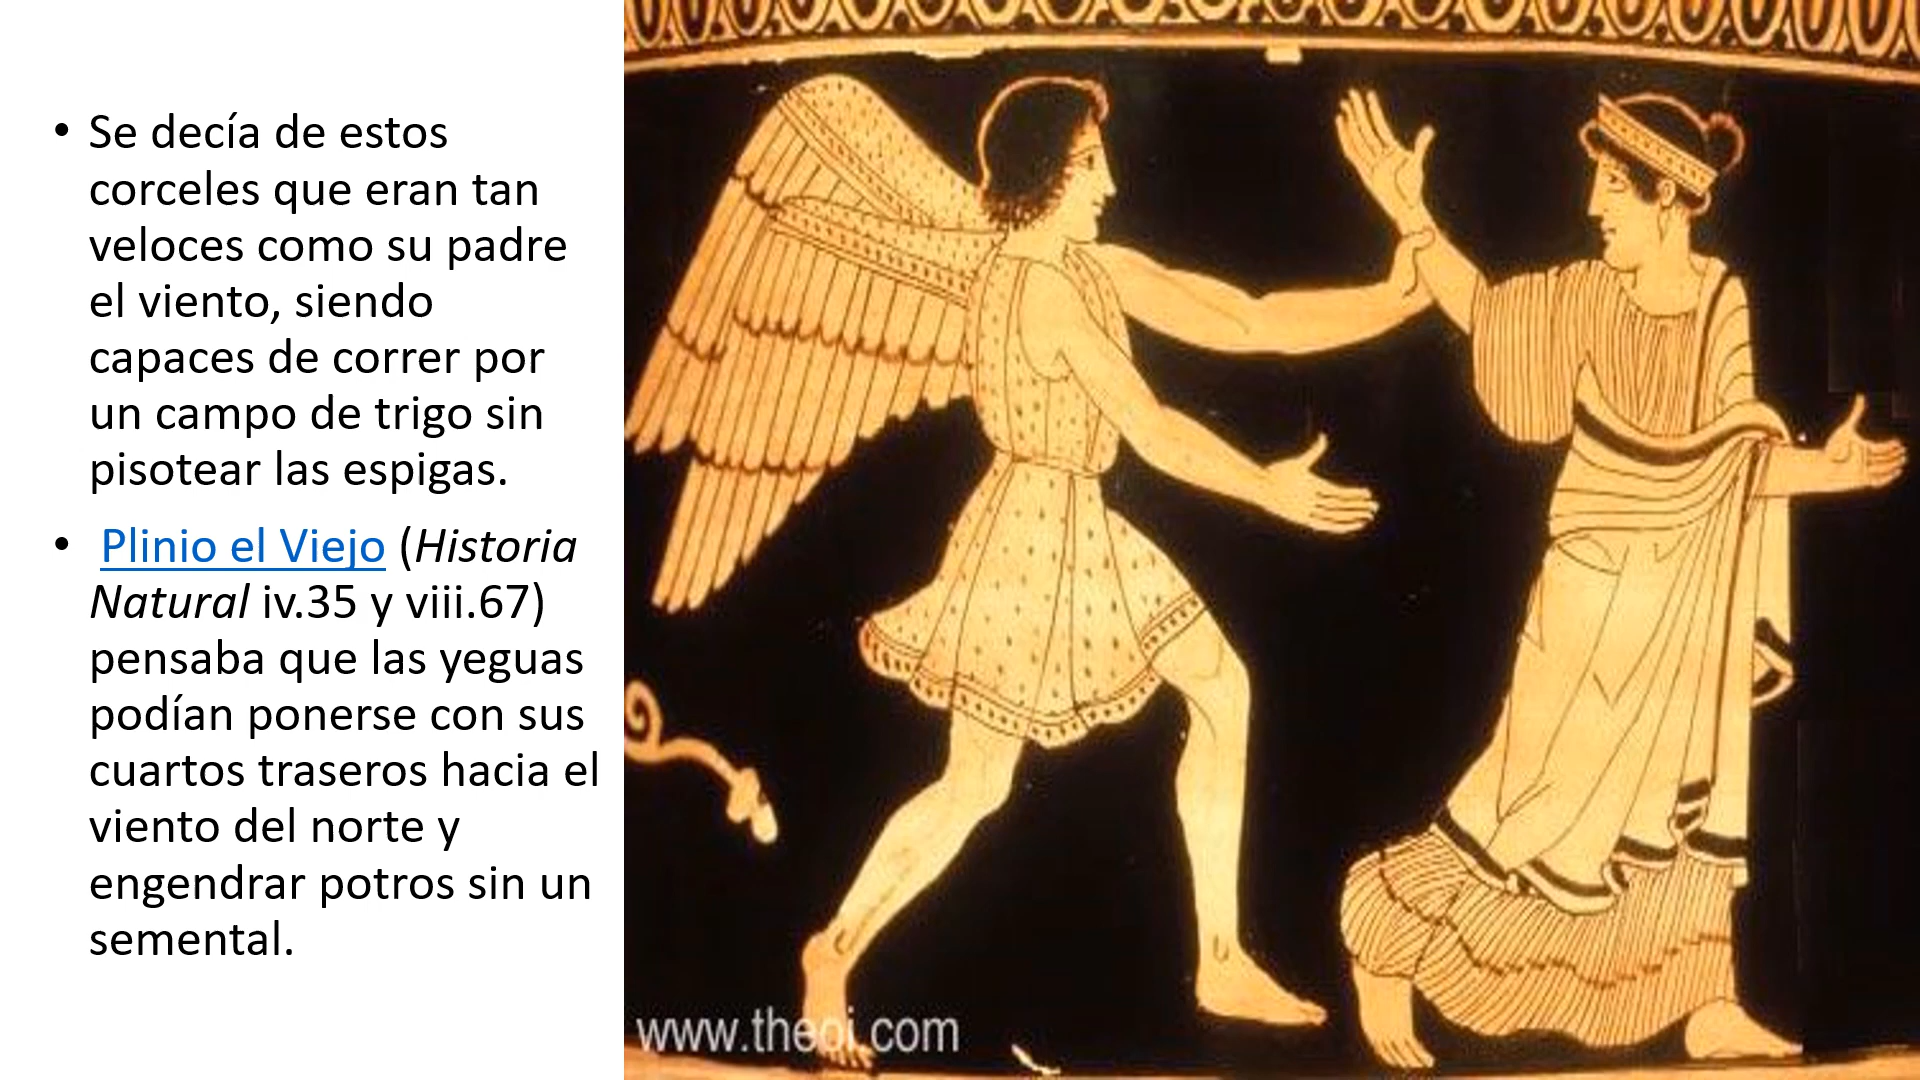 • Se decía de estos
corceles que eran tan
veloces como su padre
el viento, siendo
capaces de correr por
un campo de trigo sin
pisotear las espigas.
• Plinio el Viejo (Historia
Natural iv.35 y viii.67)
pensaba que las yeguas
podían ponerse con sus
cuartos traseros hacia el
viento del norte y
engendrar potros sin un
semental.
www.theoi.com